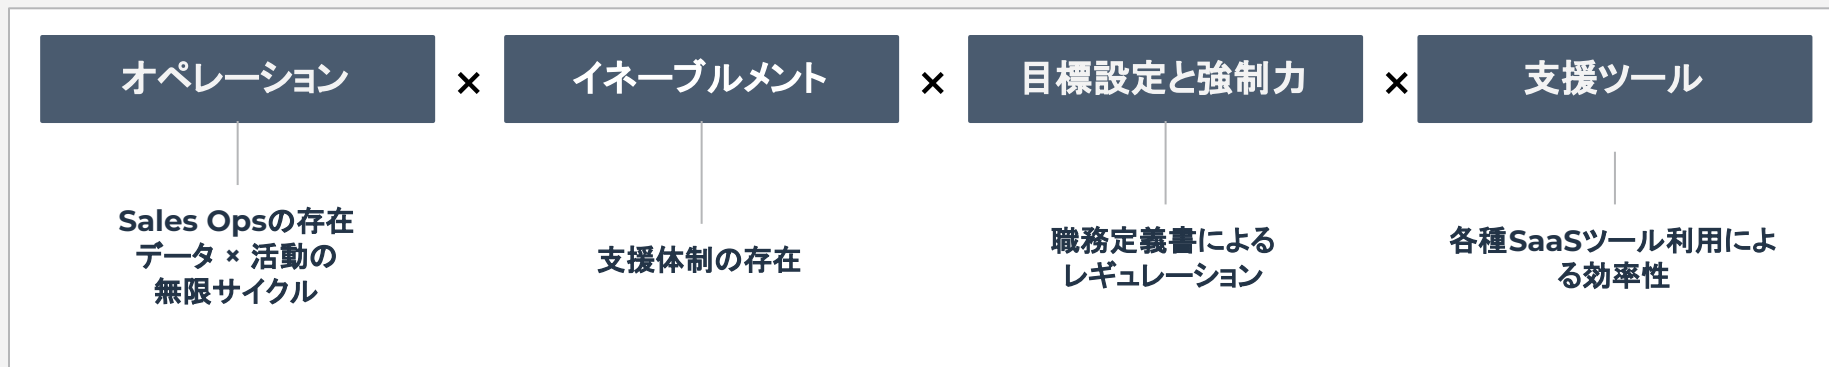 オペレーション × イネーブルメント × 目標設定と強制力 × 支援ツール
Sales Opsの存在
データ × 活動の
無限サイクル
支援体制の存在
職務定義書による
レギュレーション
各種SaaSツール利用によ
る効率性